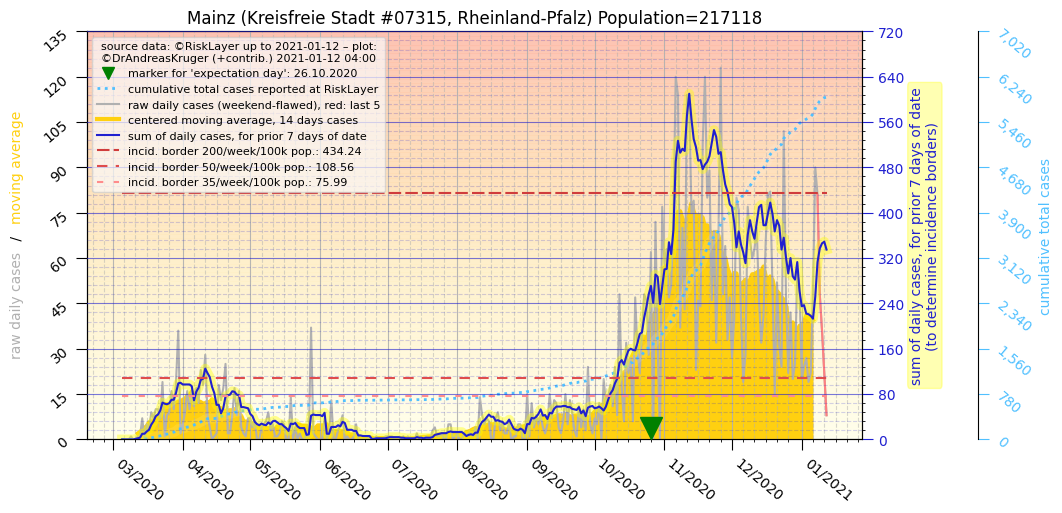 Mainz (Kreisfreie Stadt #07315, Rheinland-Pfalz) Population=217118
source data: ©RiskLayer up to 2021-01-12 – plot:
©DrAndreasKruger (+contrib.) 2021-01-12 04:00
marker for 'expectation day': 26.10.2020
cumulative total cases reported at RiskLayer
raw daily cases (weekend-flawed), red: last 5
centered moving average, 14 days cases
sum of daily cases, for prior 7 days of date
incid. border 200/week/100k pop.: 434.24
incid. border 50/week/100k pop.: 108.56
incid. border 35/week/100k pop.: 75.99
raw daily cases / moving average
135
120
105
90
75
60
45
30
15
0
03/2020
04/2020
05/2020
06/2020
07/2020
08/2020
09/2020
10/2020
11/2020
12/2020
01/2021
720
640
560
480
400
320
240
160
80
0
sum of daily cases, for prior 7 days of date
(to determine incidence borders)
7,020
6,240
5,460
4,680
3,900
3,120
2,340
1,560
780
0
cumulative total cases